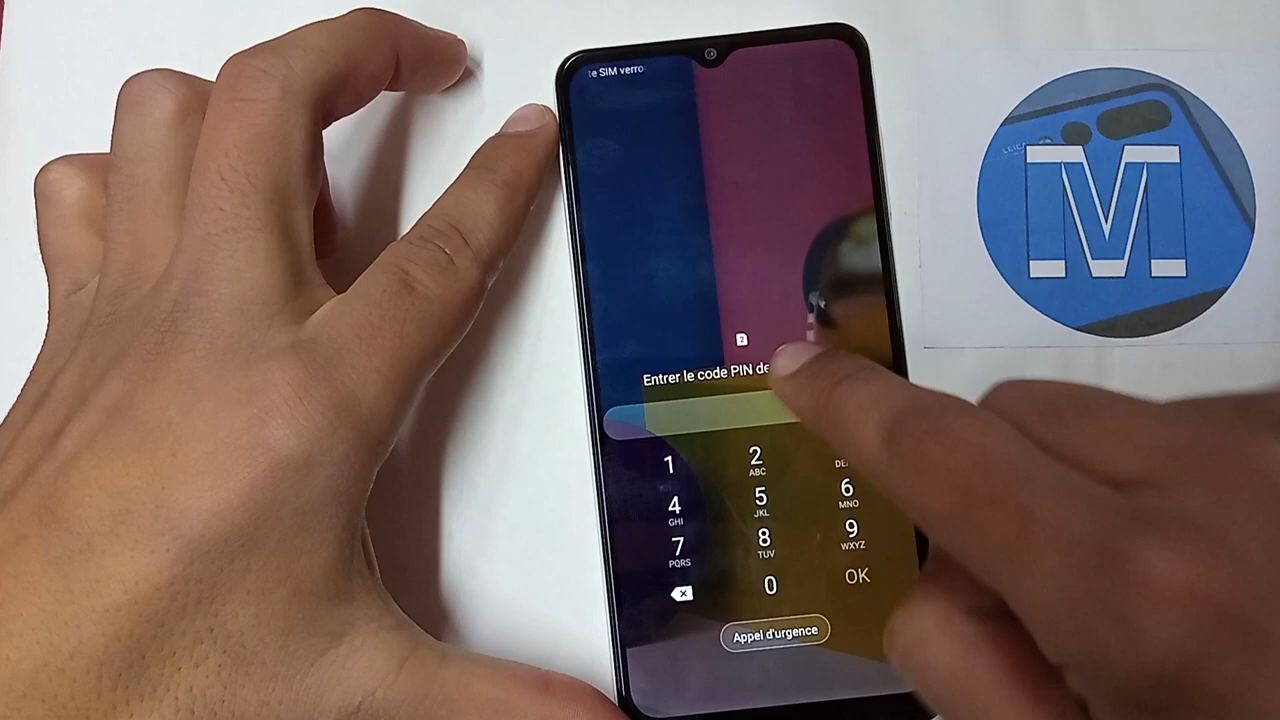 SIM verro
2
Entrer le code PIN de
1
2
ABC
4
GHI
5
JKL
6
MNO
7
PQRS
8
TUV
9
WXYZ
0
OK
Appel d'urgence
LEICA
M